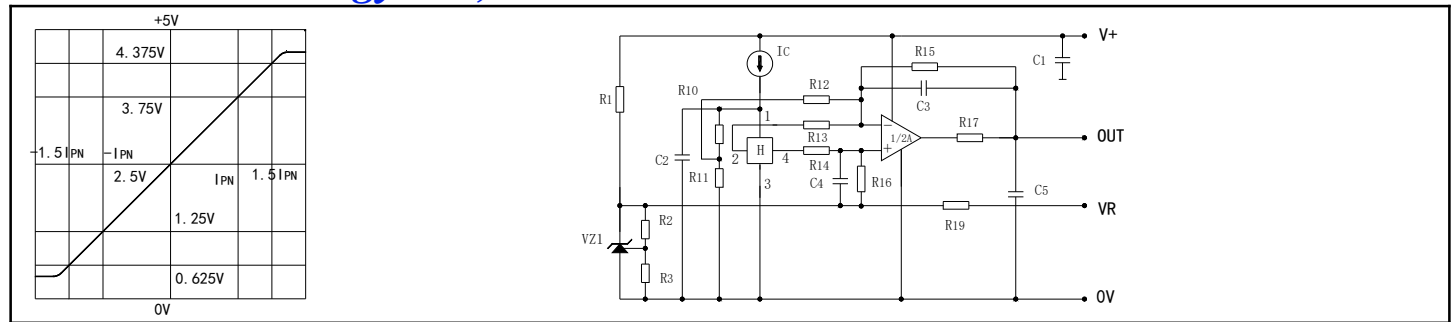 +5V
4.375V
3.75V
-1.5IPN
-IPN
2.5V
IPN
1.5IPN
1.25V
0.625V
0V
V+
IC
R15
C1
R1
R10
R12
C3
1
R13
R17
1/2A
OUT
C2
2
H
4
R14
R11
3
C4
R16
C5
VR
R2
R19
VZ1
R3
0V